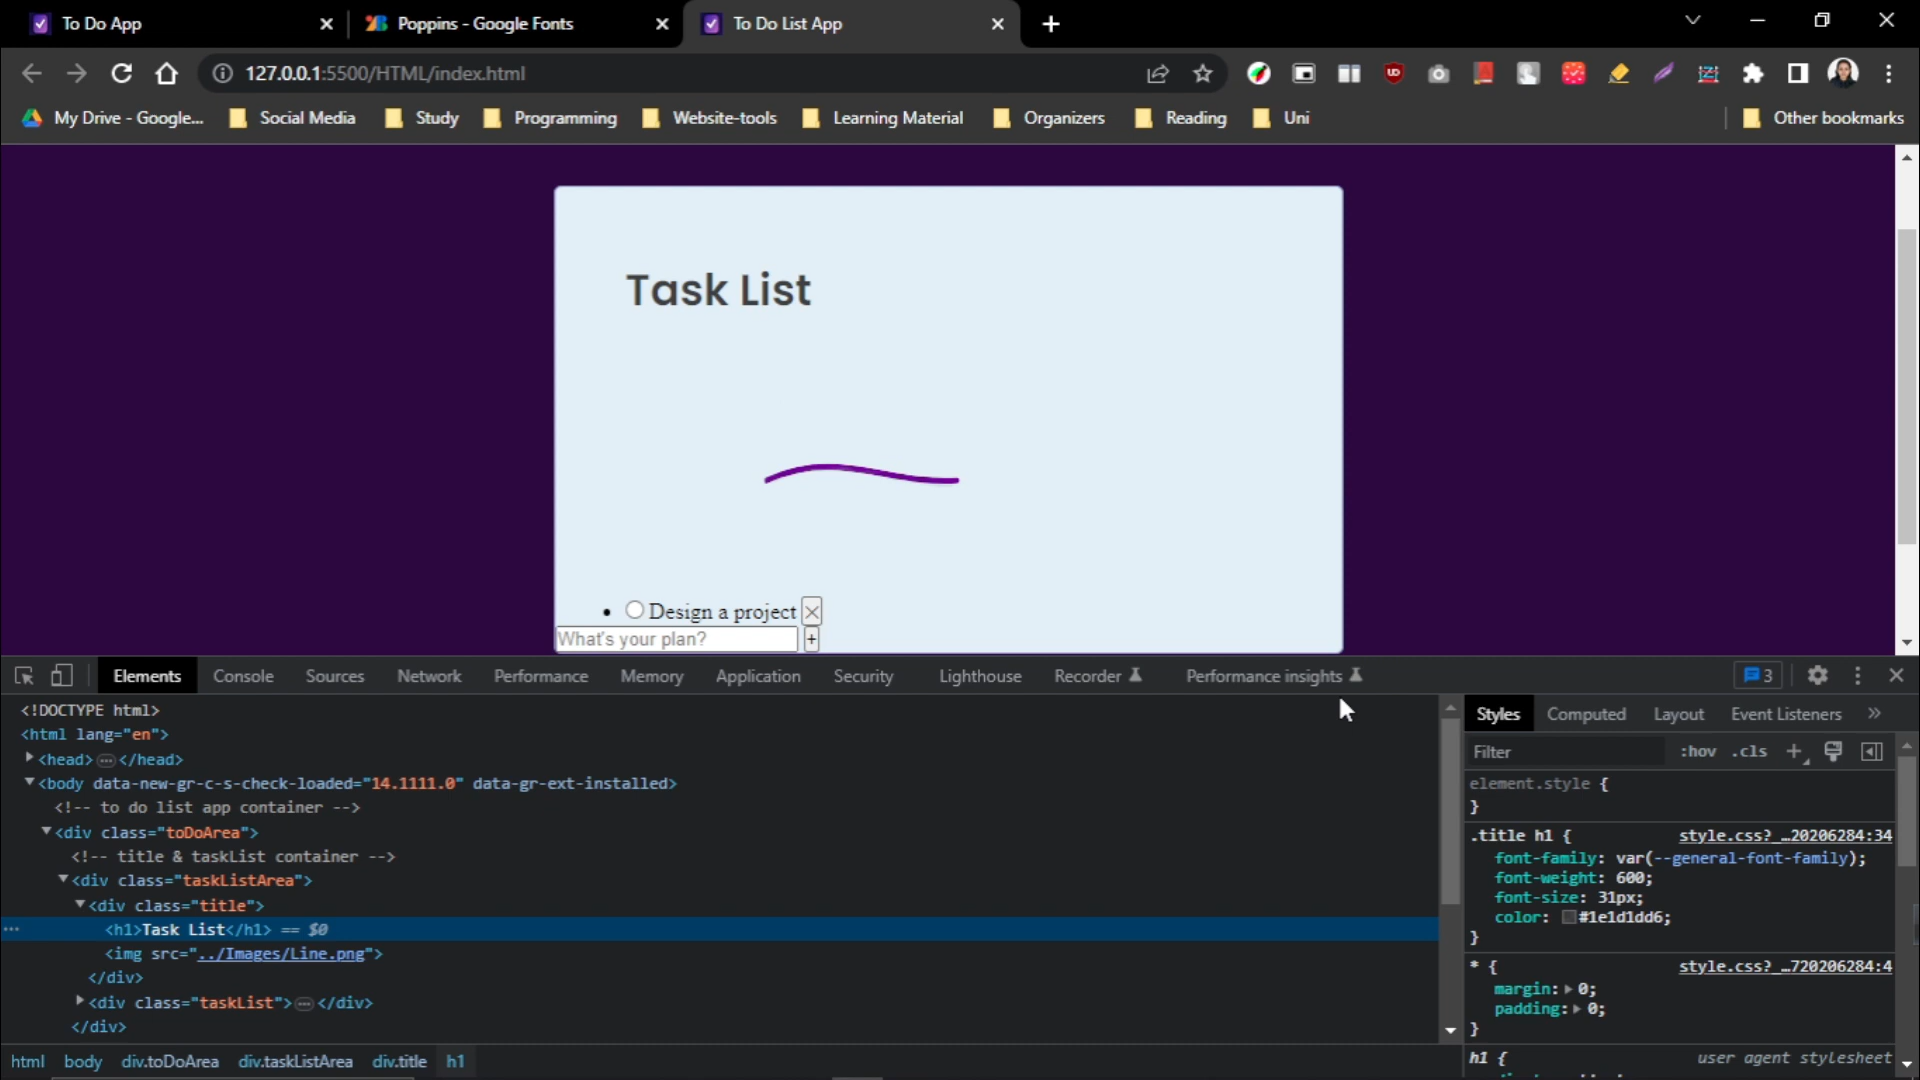 To Do App
Poppins - Google Fonts
To Do List App
127.0.0.1:5500/HTML/index.html
My Drive - Google...
Social Media
Study
Programming
Website-tools
Learning Material
Organizers
Reading
Uni
Other bookmarks
Task List
Design a project
What's your plan?
+
Elements
Console
Sources
Network
Performance
Memory
Application
Security
Lighthouse
Recorder
Performance insights
3
<!DOCTYPE html>
<html lang="en">
<head>…</head>
<body data-new-gr-c-s-check-loaded="14.1111.0" data-gr-ext-installed>
<!-- to do list app container -->
<div class="toDoArea">
<!-- title & taskList container -->
<div class="taskListArea">
<div class="title">
<h1>Task List</h1> == $0
<img src="../Images/Line.png">
</div>
<div class="taskList">…</div>
</div>
html body div.toDoArea div.taskListArea div.title h1
Styles
Computed
Layout
Event Listeners
»
Filter
:hov .cls +
element.style {
}
.title h1 { style.css?_…20206284:34
font-family: var(--general-font-family);
font-weight: 600;
font-size: 31px;
color: #1e1d1dd6;
}
* { style.css?_…720206284:4
margin: 0;
padding: 0;
}
h1 { user agent stylesheet